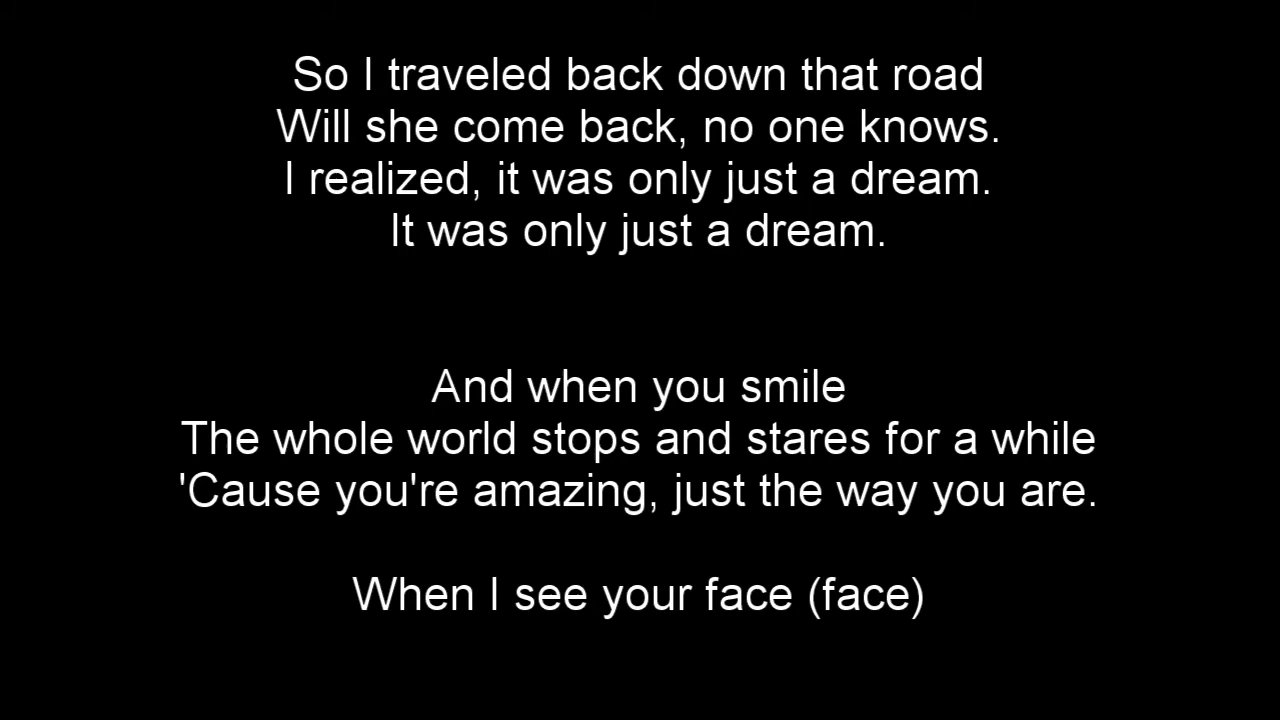 So I traveled back down that road
Will she come back, no one knows.
I realized, it was only just a dream.
It was only just a dream.
And when you smile
The whole world stops and stares for a while
'Cause you're amazing, just the way you are.
When I see your face (face)